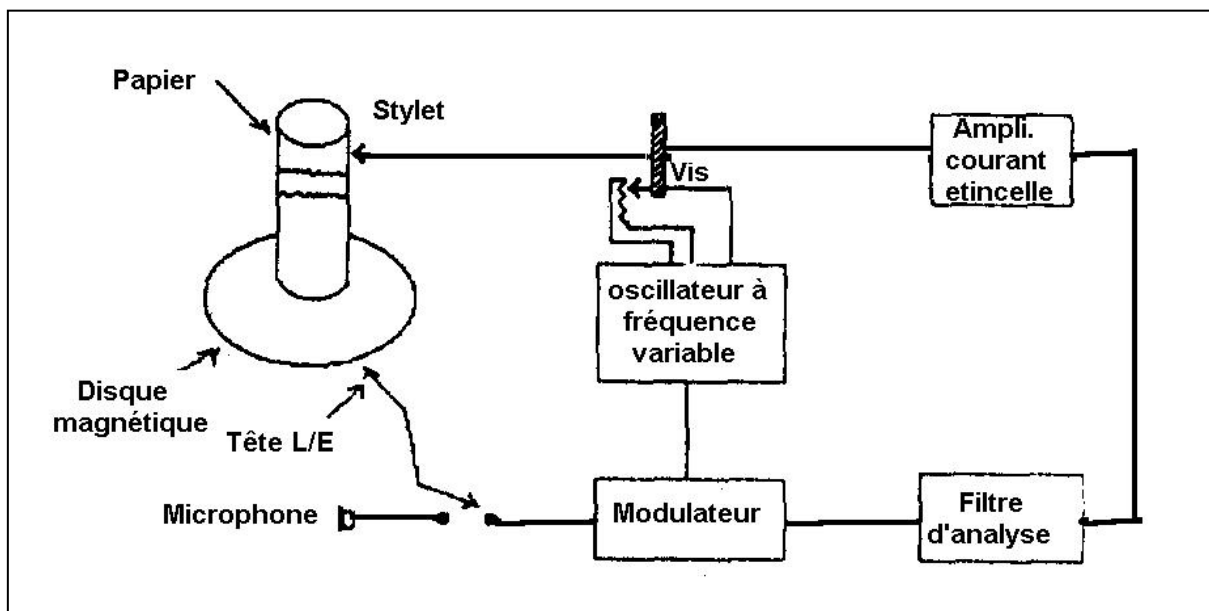 Papier
Stylet
Ampli.
courant
etincelle
Vis
oscillateur à
fréquence
variable
Disque
magnétique
Tête L/E
Microphone
Modulateur
Filtre
d'analyse